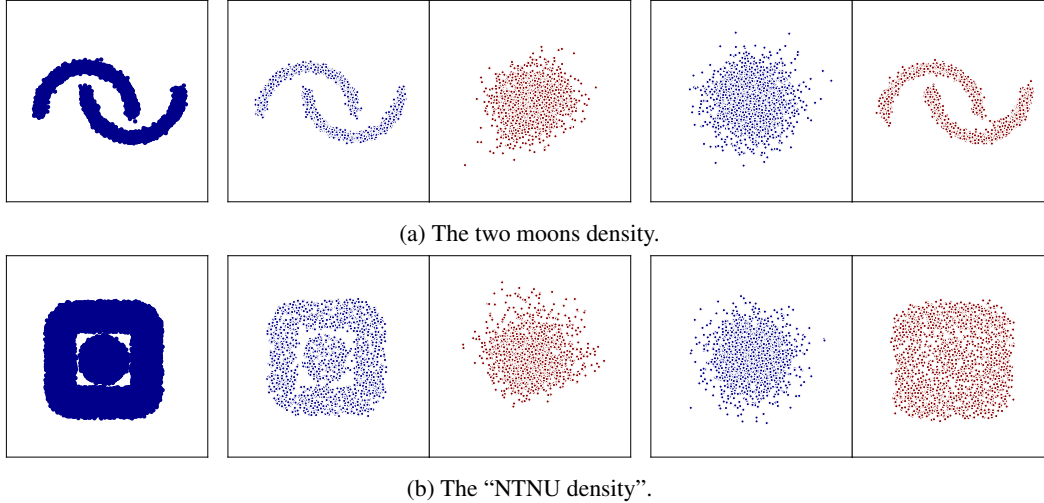 (a) The two moons density.
(b) The “NTNU density”.